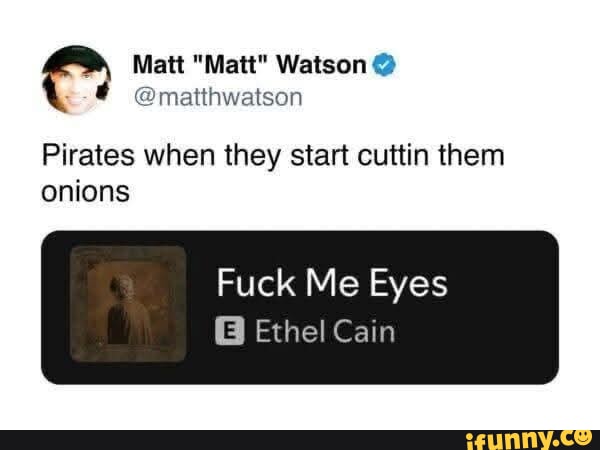 Matt "Matt" Watson
@matthwatson
Pirates when they start cuttin them
onions
Fuck Me Eyes
E Ethel Cain
ifunny.co